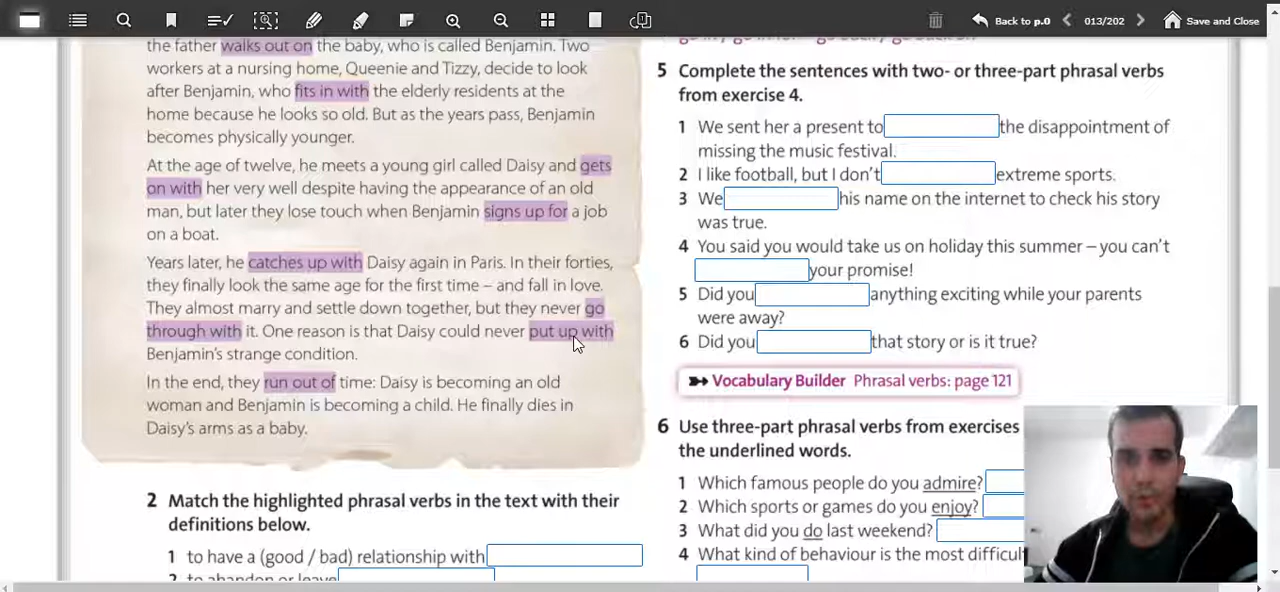 Back to p.0
013/202
Save and Close
the father walks out on the baby, who is called Benjamin. Two
workers at a nursing home, Queenie and Tizzy, decide to look
after Benjamin, who fits in with the elderly residents at the
home because he looks so old. But as the years pass, Benjamin
becomes physically younger.
At the age of twelve, he meets a young girl called Daisy and gets
on with her very well despite having the appearance of an old
man, but later they lose touch when Benjamin signs up for a job
on a boat.
Years later, he catches up with Daisy again in Paris. In their forties,
they finally look the same age for the first time – and fall in love.
They almost marry and settle down together, but they never go
through with it. One reason is that Daisy could never put up with
Benjamin's strange condition.
In the end, they run out of time: Daisy is becoming an old
woman and Benjamin is becoming a child. He finally dies in
Daisy's arms as a baby.
2 Match the highlighted phrasal verbs in the text with their
definitions below.
1 to have a (good / bad) relationship with
2 to abandon or leave
5 Complete the sentences with two- or three-part phrasal verbs
from exercise 4.
1 We sent her a present to the disappointment of
missing the music festival.
2 I like football, but I don't extreme sports.
3 We his name on the internet to check his story
was true.
4 You said you would take us on holiday this summer – you can't
your promise!
5 Did you anything exciting while your parents
were away?
6 Did you that story or is it true?
Vocabulary Builder Phrasal verbs: page 121
6 Use three-part phrasal verbs from exercises
the underlined words.
1 Which famous people do you admire?
2 Which sports or games do you enjoy?
3 What did you do last weekend?
4 What kind of behaviour is the most difficul